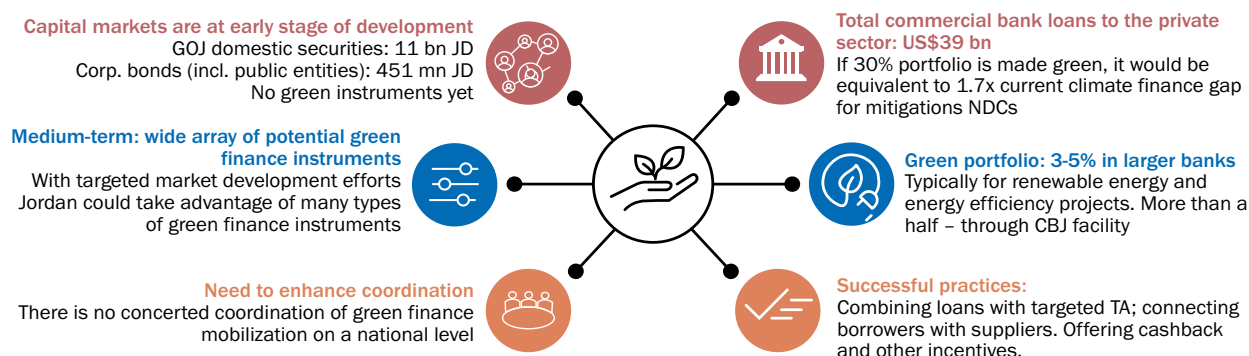 Capital markets are at early stage of development
GOJ domestic securities: 11 bn JD
Corp. bonds (incl. public entities): 451 mn JD
No green instruments yet
Medium-term: wide array of potential green
finance instruments
With targeted market development efforts
Jordan could take advantage of many types
of green finance instruments
Need to enhance coordination
There is no concerted coordination of green finance
mobilization on a national level
Total commercial bank loans to the private
sector: US$39 bn
If 30% portfolio is made green, it would be
equivalent to 1.7x current climate finance gap
for mitigations NDCs
Green portfolio: 3-5% in larger banks
Typically for renewable energy and
energy efficiency projects. More than a
half – through CBJ facility
Successful practices:
Combining loans with targeted TA; connecting
borrowers with suppliers. Offering cashback
and other incentives.